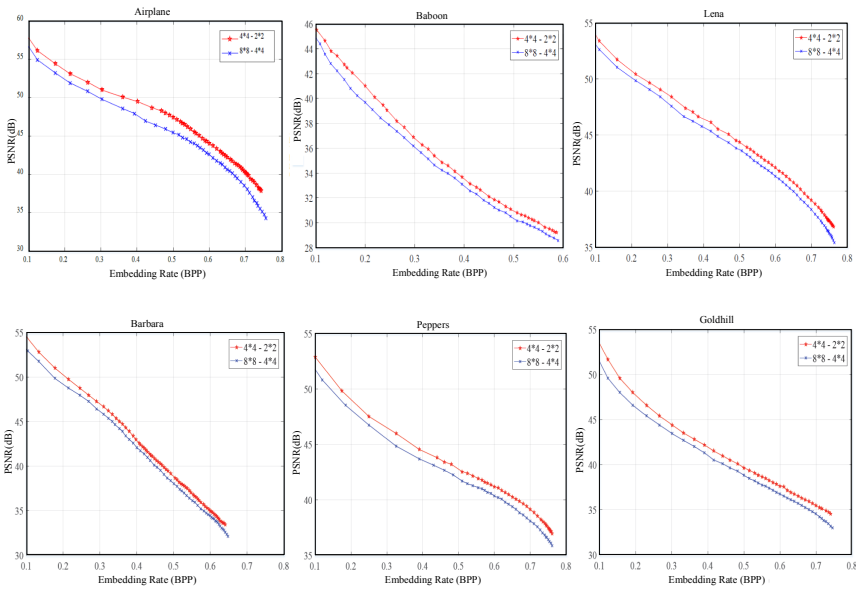 Airplane
60
55
50
45
40
35
30
PSNR(dB)
4*4 - 2*2
8*8 - 4*4
0.1 0.2 0.3 0.4 0.5 0.6 0.7 0.8
Embedding Rate (BPP)
Baboon
46
44
42
40
38
36
34
32
30
28
PSNR(dB)
4*4 - 2*2
8*8 - 4*4
0.1 0.2 0.3 0.4 0.5 0.6
Embedding Rate (BPP)
Lena
55
50
45
40
35
PSNR(dB)
4*4 - 2*2
8*8 - 4*4
0.1 0.2 0.3 0.4 0.5 0.6 0.7 0.8
Embedding Rate (BPP)
Barbara
55
50
45
40
35
30
PSNR(dB)
4*4 - 2*2
8*8 - 4*4
0.1 0.2 0.3 0.4 0.5 0.6 0.7 0.8
Embedding Rate (BPP)
Peppers
55
50
45
40
35
PSNR(dB)
4*4 - 2*2
8*8 - 4*4
0.1 0.2 0.3 0.4 0.5 0.6 0.7 0.8
Embedding Rate (BPP)
Goldhill
55
50
45
40
35
30
PSNR(dB)
4*4 - 2*2
8*8 - 4*4
0.1 0.2 0.3 0.4 0.5 0.6 0.7 0.8
Embedding Rate (BPP)